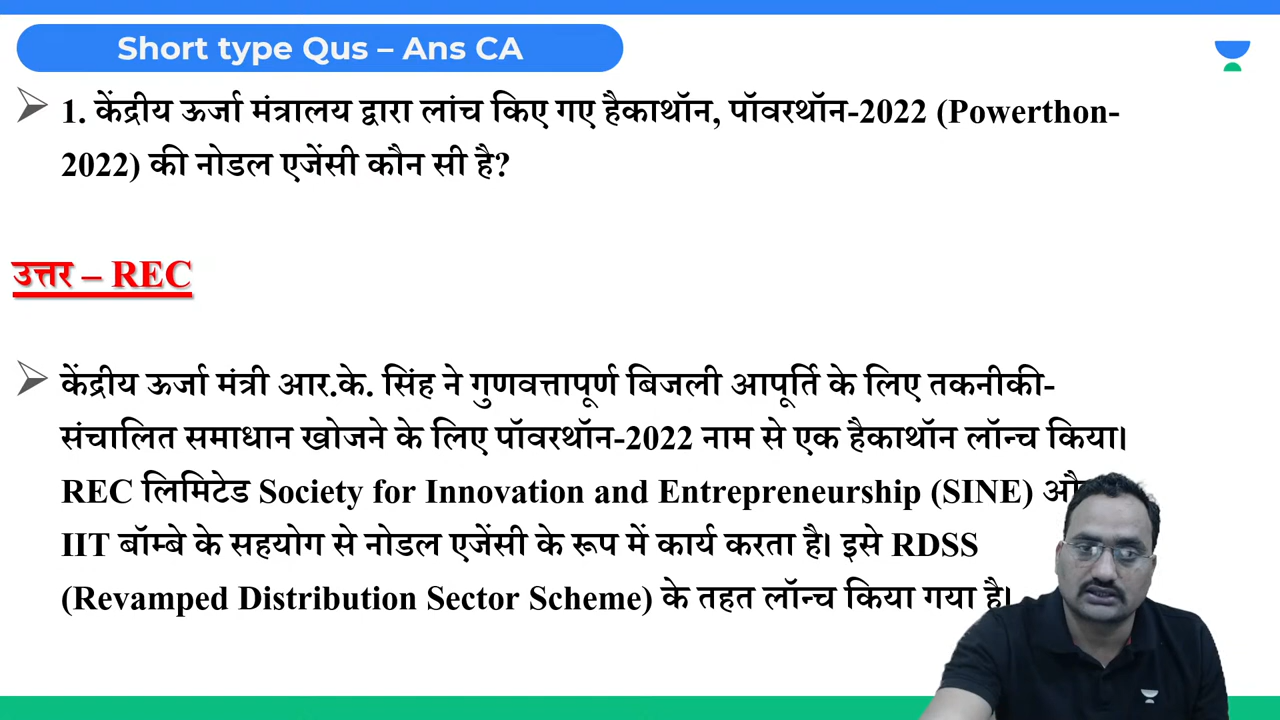 Short type Qus – Ans CA
1. केंद्रीय ऊर्जा मंत्रालय द्वारा लांच किए गए हैकाथॉन, पॉवरथॉन-2022 (Powerthon-
2022) की नोडल एजेंसी कौन सी है?
उत्तर – REC
केंद्रीय ऊर्जा मंत्री आर.के. सिंह ने गुणवत्तापूर्ण बिजली आपूर्ति के लिए तकनीकी-
संचालित समाधान खोजने के लिए पॉवरथॉन-2022 नाम से एक हैकाथॉन लॉन्च किया।
REC लिमिटेड Society for Innovation and Entrepreneurship (SINE)
IIT बॉम्बे के सहयोग से नोडल एजेंसी के रूप में कार्य करता है। इसे RDSS
(Revamped Distribution Sector Scheme) के तहत लॉन्च किया गया है।